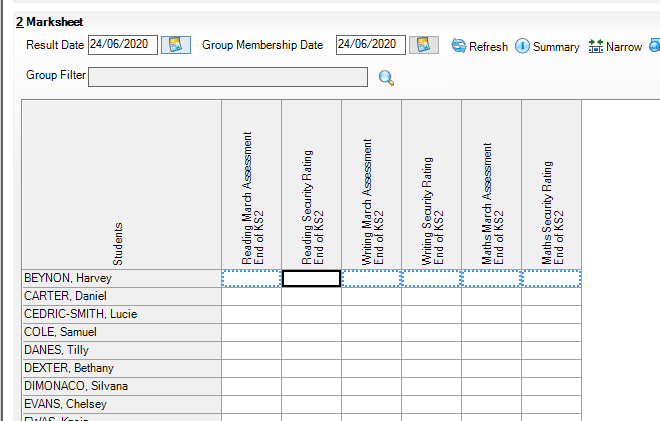 2 Marksheet
Result Date 24/06/2020 Group Membership Date 24/06/2020 Refresh Summary Narrow
Group Filter
Students
Reading March Assessment
End of KS2
Reading Security Rating
End of KS2
Writing March Assessment
End of KS2
Writing Security Rating
End of KS2
Maths March Assessment
End of KS2
Maths Security Rating
End of KS2
BEYNON, Harvey
CARTER, Daniel
CEDRIC-SMITH, Lucie
COLE, Samuel
DANES, Tilly
DEXTER, Bethany
DIMONACO, Silvana
EVANS, Chelsey